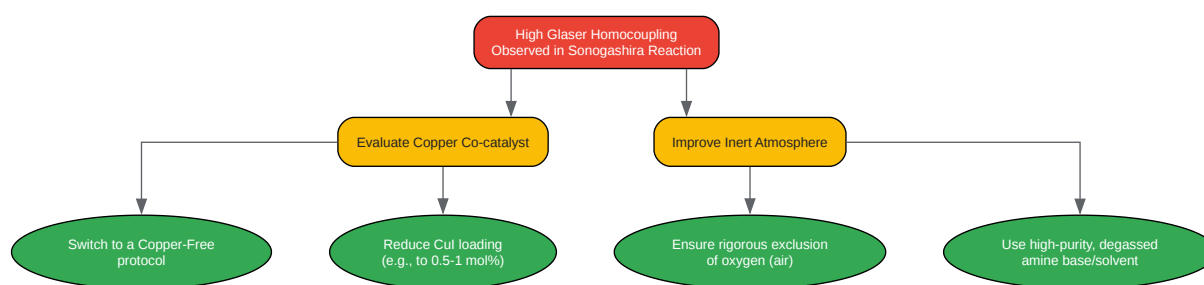 High Glaser Homocoupling
Observed in Sonogashira Reaction
Evaluate Copper Co-catalyst
Improve Inert Atmosphere
Switch to a Copper-Free
protocol
Reduce CuI loading
(e.g., to 0.5-1 mol%)
Ensure rigorous exclusion
of oxygen (air)
Use high-purity, degassed
amine base/solvent